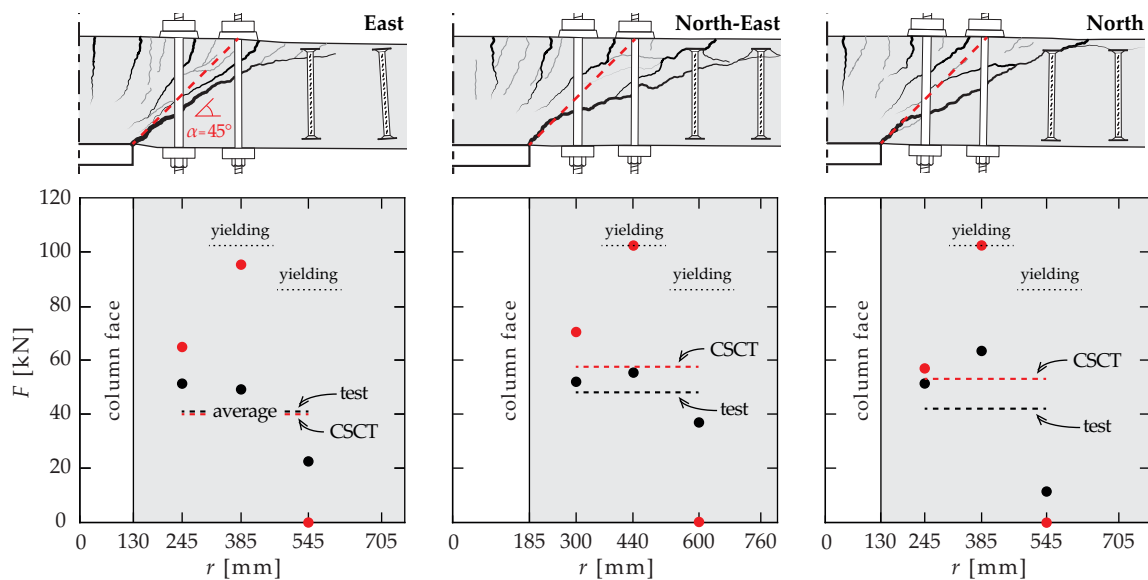 East
North-East
North
α=45°
120
100
80
60
40
20
0
F [kN]
column face
yielding
yielding
test
average
CSCT
0
130
245
385
545
705
r [mm]
column face
yielding
yielding
CSCT
test
0
185
300
440
600
760
r [mm]
column face
yielding
yielding
CSCT
test
0
130
245
385
545
705
r [mm]